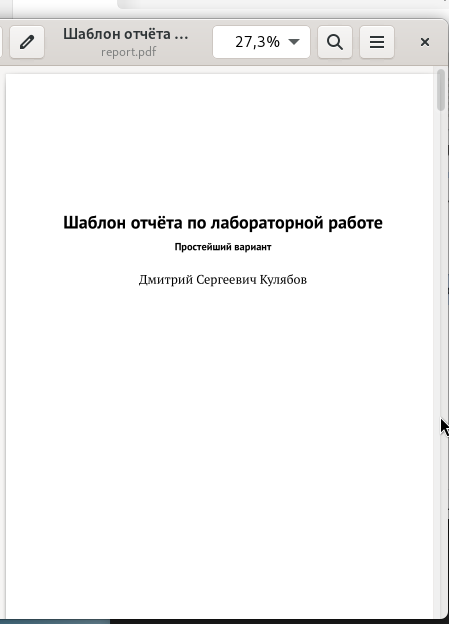 Шаблон отчёта ...
report.pdf
27,3%
Шаблон отчёта по лабораторной работе
Простейший вариант
Дмитрий Сергеевич Кулябов